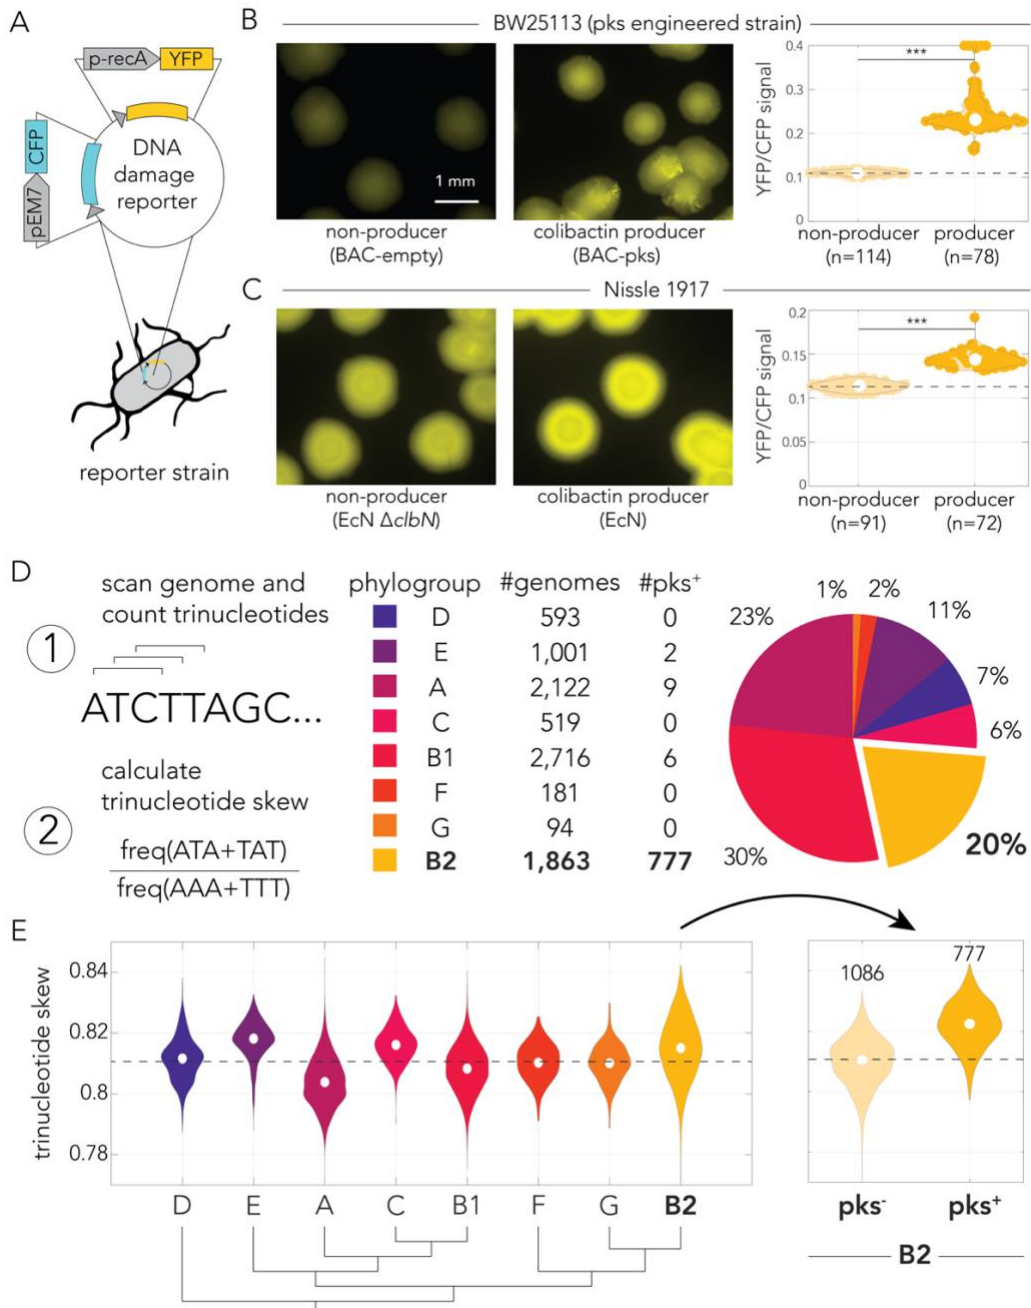 A
p-recA
YFP
CFP
pEM7
DNA
damage
reporter
reporter strain
B
BW25113 (pks engineered strain)
1 mm
non-producer
(BAC-empty)
colibactin producer
(BAC-pks)
YFP/CFP signal
0.4
0.3
0.2
0.1
0
***
non-producer
(n=114)
producer
(n=78)
C
Nissle 1917
non-producer
(EcN ΔclbN)
colibactin producer
(EcN)
YFP/CFP signal
0.2
0.15
0.1
0.05
0
***
non-producer
(n=91)
producer
(n=72)
D
1
scan genome and
count trinucleotides
ATCTTAGC...
2
calculate
trinucleotide skew
freq(ATA+TAT)
freq(AAA+TTT)
phylogroup #genomes #pks⁺
D 593 0
E 1,001 2
A 2,122 9
C 519 0
B1 2,716 6
F 181 0
G 94 0
B2 1,863 777
1%
2%
11%
7%
6%
20%
30%
23%
E
trinucleotide skew
0.84
0.82
0.8
0.78
D E A C B1 F G B2
1086
777
pks⁻ pks⁺
B2